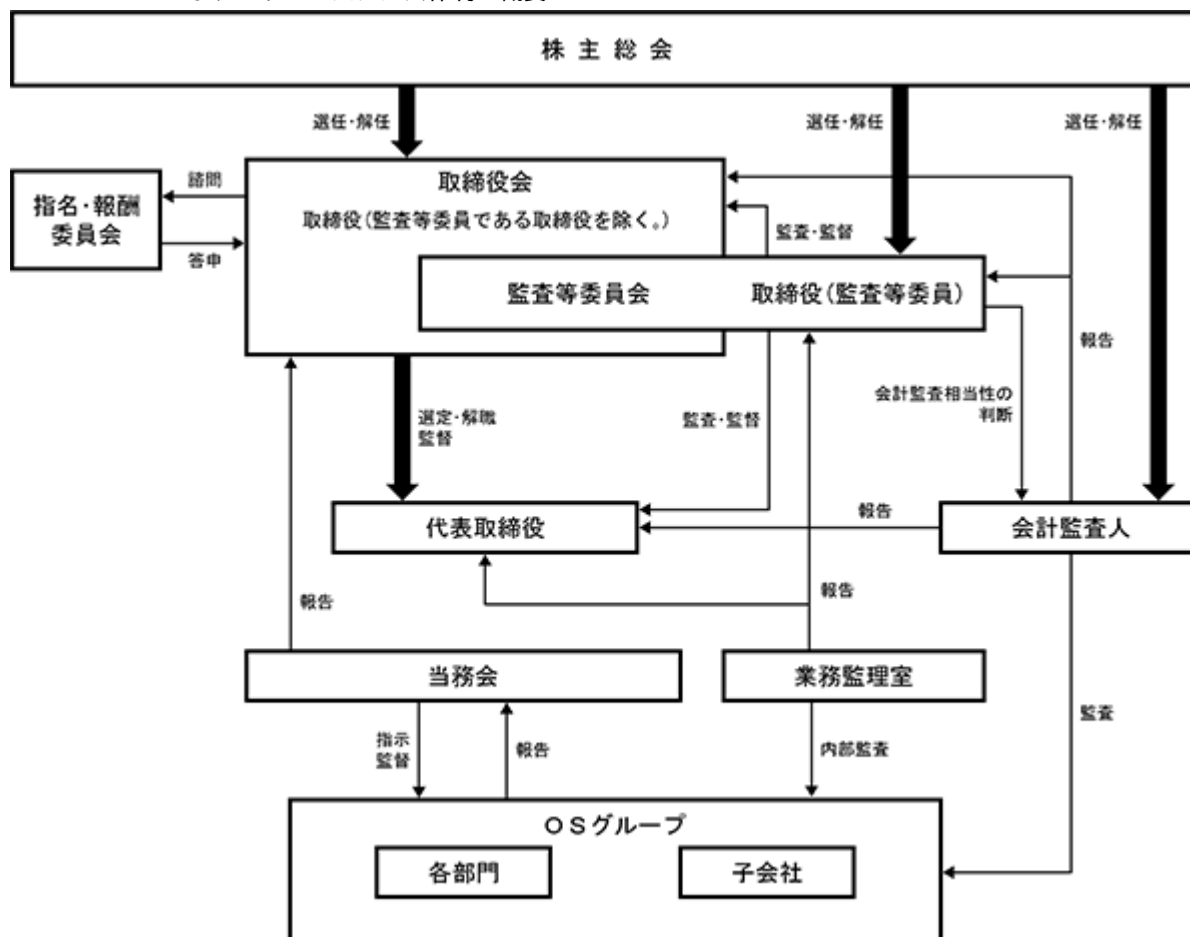 株主総会
選任・解任
選任・解任
選任・解任
取締役会
取締役(監査等委員である取締役を除く。)
諮問
指名・報酬
委員会
答申
監査・監督
監査等委員会
取締役(監査等委員)
報告
会計監査相当性の
判断
選定・解職
監督
監査・監督
代表取締役
報告
会計監査人
報告
報告
当務会
業務監理室
監査
指示
監督
報告
内部監査
OSグループ
各部門
子会社